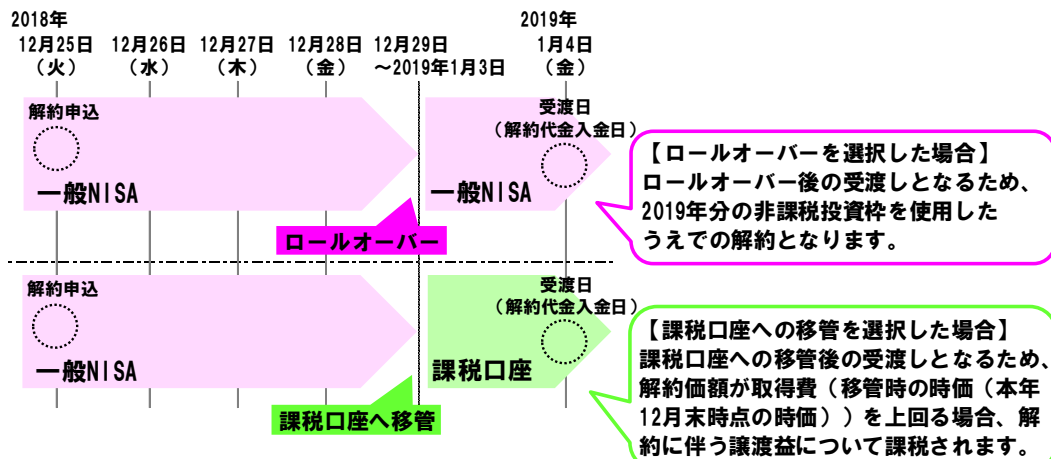 2018年
2019年
12月25日 12月26日 12月27日 12月28日 12月29日 1月4日
（火） （水） （木） （金） ～2019年1月3日 （金）
解約申込
受渡日
（解約代金入金日）
一般NISA
一般NISA
ロールオーバー
【ロールオーバーを選択した場合】
ロールオーバー後の受渡しとなるため、
2019年分の非課税投資枠を使用した
うえでの解約となります。
解約申込
受渡日
（解約代金入金日）
一般NISA
課税口座
課税口座へ移管
【課税口座への移管を選択した場合】
課税口座への移管後の受渡しとなるため、
解約価額が取得費（移管時の時価（本年
12月末時点の時価））を上回る場合、解
約に伴う譲渡益について課税されます。